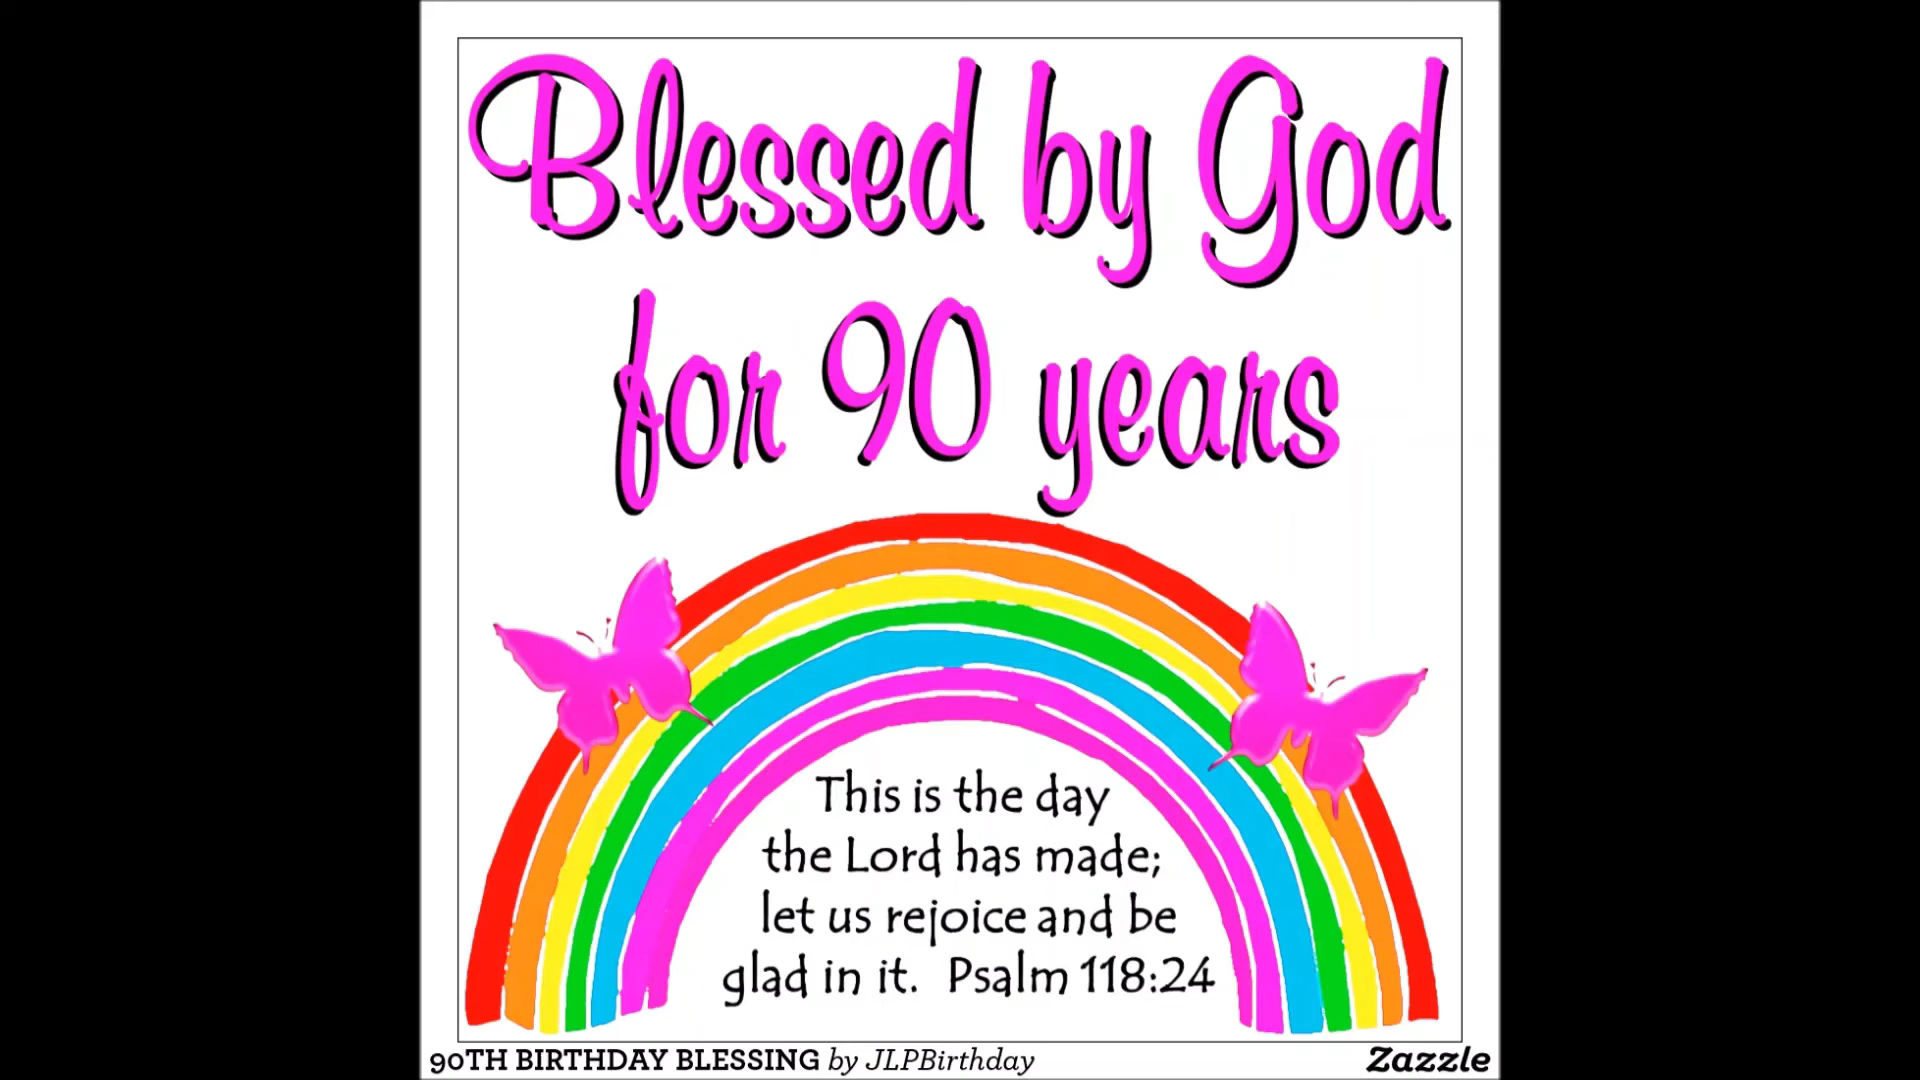 Blessed by God
for 90 years
This is the day
the Lord has made;
let us rejoice and be
glad in it. Psalm 118:24
90TH BIRTHDAY BLESSING by JLPBirthday
Zazzle